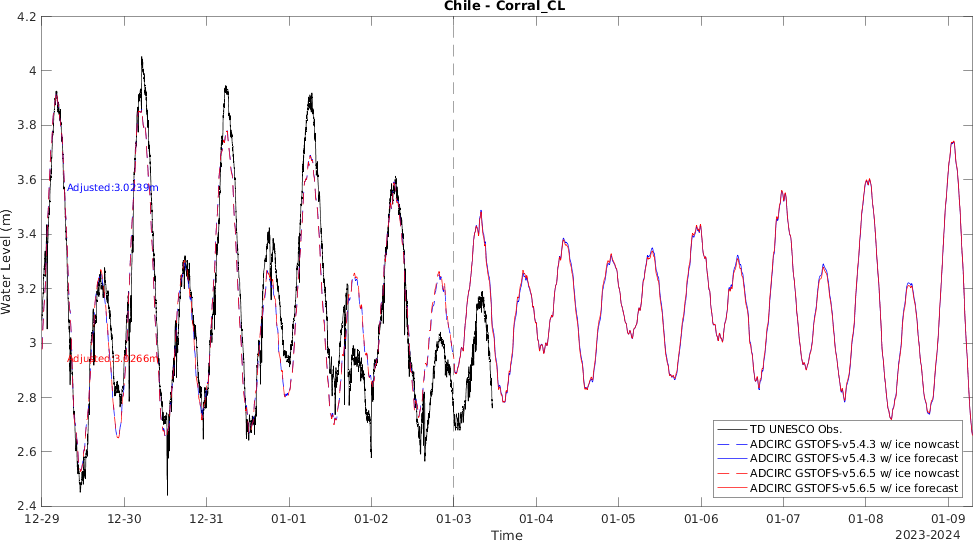 Chile - Corral_CL
4.2
4
3.8
3.6
3.4
3.2
3
2.8
2.6
2.4
Water Level (m)
Adjusted:3.0239m
Adjusted:3.0266m
TD UNESCO Obs.
ADCIRC GSTOFS-v5.4.3 w/ ice nowcast
ADCIRC GSTOFS-v5.4.3 w/ ice forecast
ADCIRC GSTOFS-v5.6.5 w/ ice nowcast
ADCIRC GSTOFS-v5.6.5 w/ ice forecast
12-29 12-30 12-31 01-01 01-02 01-03 01-04 01-05 01-06 01-07 01-08 01-09
Time
2023-2024